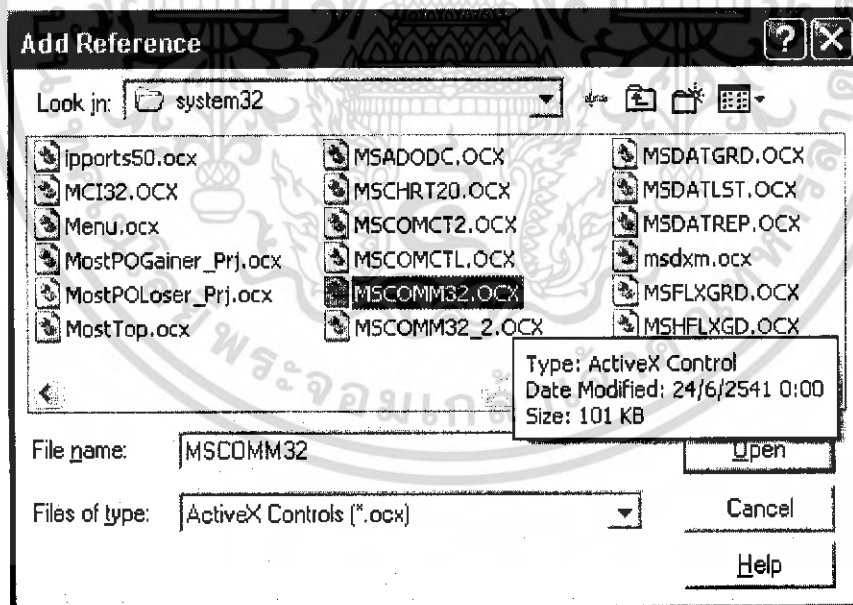 Add Reference
Look in: system32
ipports50.ocx MSADODC.OCX MSDATGRD.OCX
MCI32.OCX MSCHRT20.OCX MSDATLST.OCX
Menu.ocx MSCOMCT2.OCX MSDATREP.OCX
MostPOGainer_Prj.ocx MSCOMCTL.OCX msdxm.ocx
MostPOLoser_Prj.ocx MSCOMM32.OCX MSFLXGRD.OCX
MostTop.ocx MSCOMM32_2.OCX MSHFLXGD.OCX
Type: ActiveX Control
Date Modified: 24/6/2541 0:00
Size: 101 KB
File name: MSCOMM32 Open
Files of type: ActiveX Controls (*.ocx) Cancel
Help